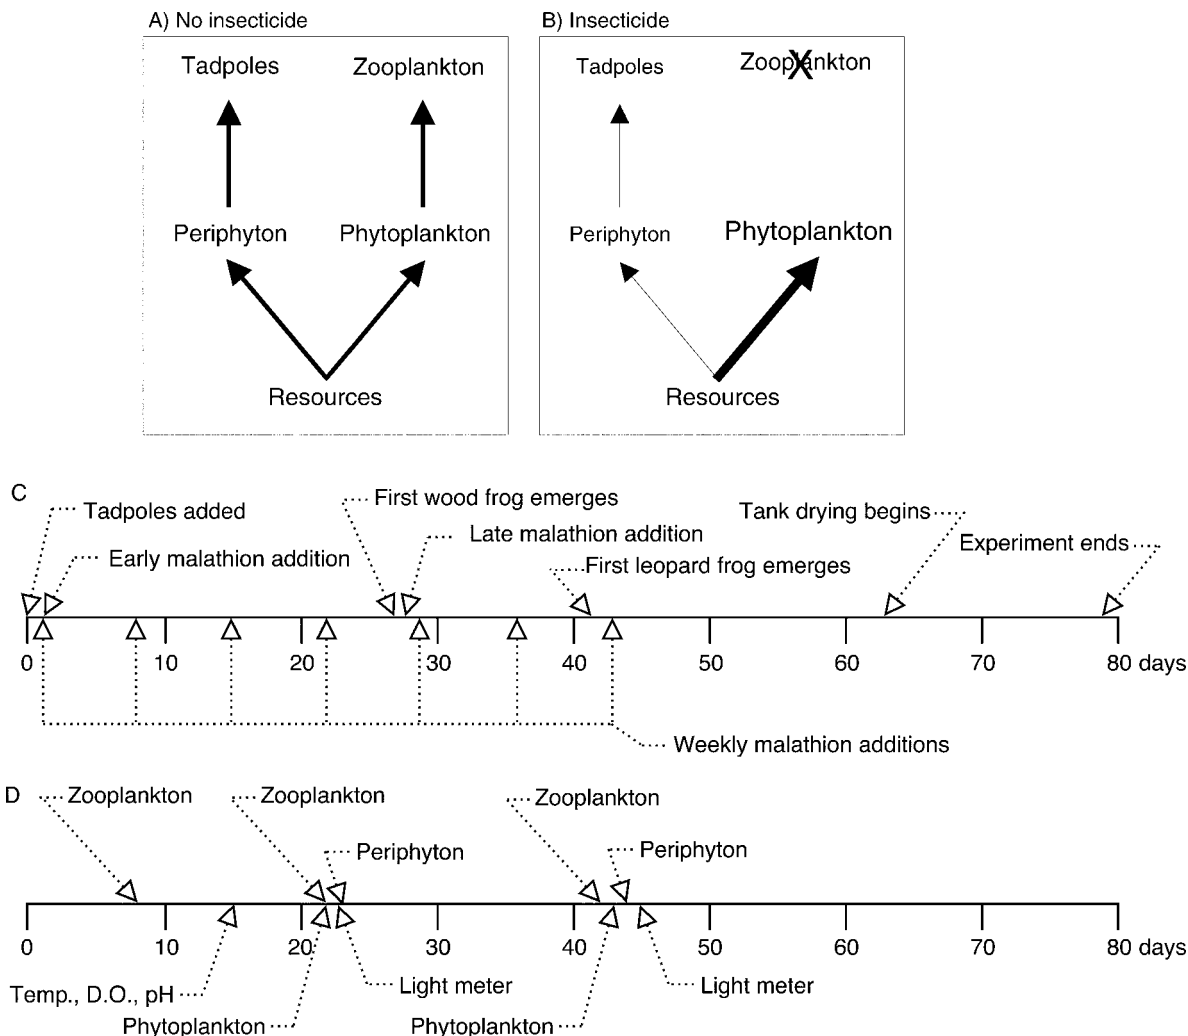 A) No insecticide
B) Insecticide
Tadpoles
Zooplankton
Periphyton
Phytoplankton
Resources
Tadpoles
Zooplankton
Periphyton
Phytoplankton
Resources
C
Tadpoles added
First wood frog emerges
Tank drying begins
Early malathion addition
Late malathion addition
Experiment ends
First leopard frog emerges
0 10 20 30 40 50 60 70 80 days
Weekly malathion additions
D
Zooplankton
Zooplankton
Zooplankton
Periphyton
Periphyton
0 10 20 30 40 50 60 70 80 days
Temp., D.O., pH
Light meter
Light meter
Phytoplankton
Phytoplankton